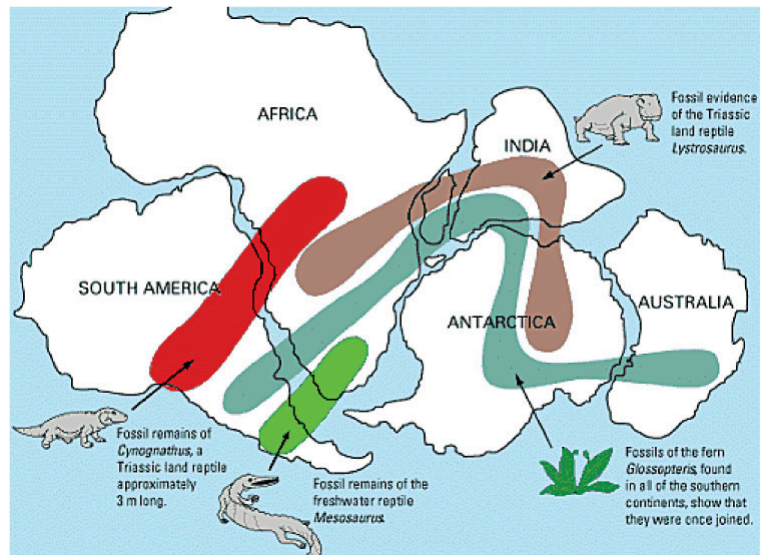 AFRICA
INDIA
Fossil evidence
of the Triassic
land reptile
Lystrosaurus.
SOUTH AMERICA
ANTARCTICA
AUSTRALIA
Fossil remains of
Cynognathus, a
Triassic land reptile
approximately
3 m long.
Fossil remains of the
freshwater reptile
Mesosaurus.
Fossils of the fern
Glossopteris, found
in all of the southern
continents, show that
they were once joined.